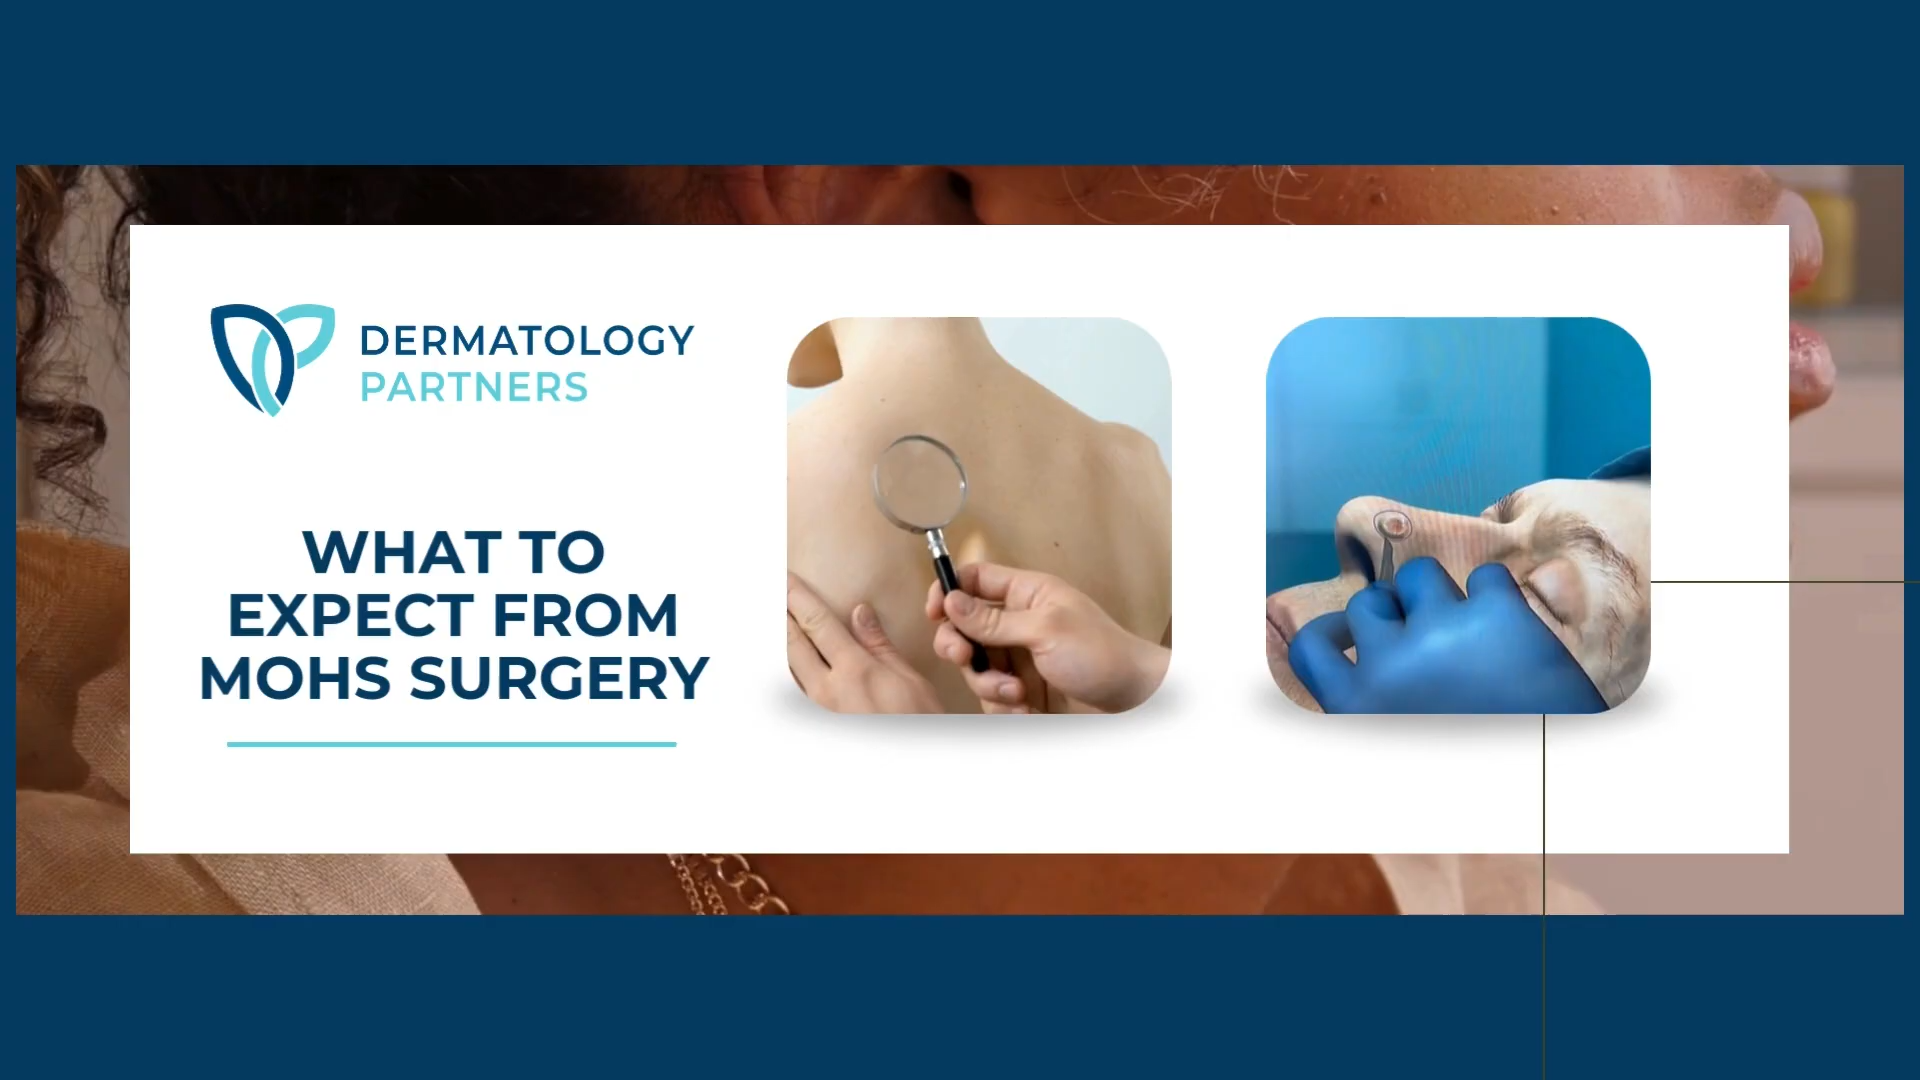 DERMATOLOGY
PARTNERS
WHAT TO
EXPECT FROM
MOHS SURGERY